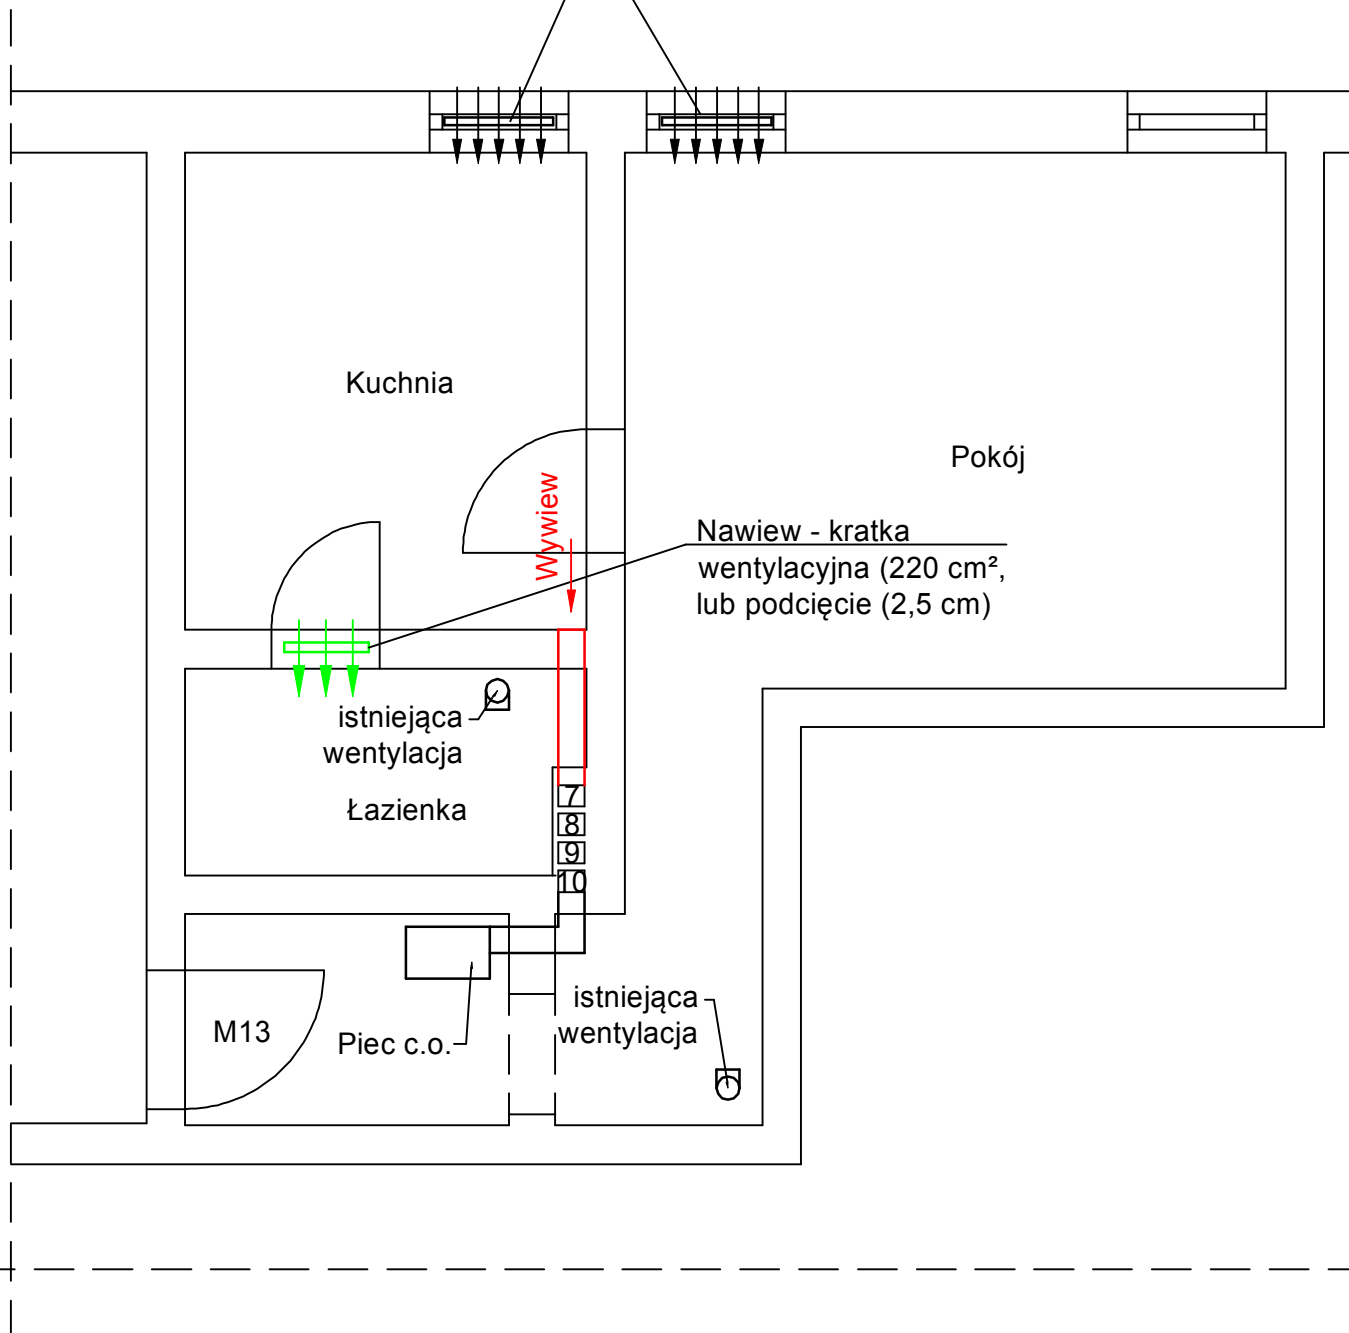 Kuchnia
Pokój
Wywiew
Nawiew - kratka
wentylacyjna (220 cm²,
lub podcięcie (2,5 cm)
istniejąca
wentylacja
Łazienka
7
8
9
10
istniejąca
wentylacja
M13
Piec c.o.